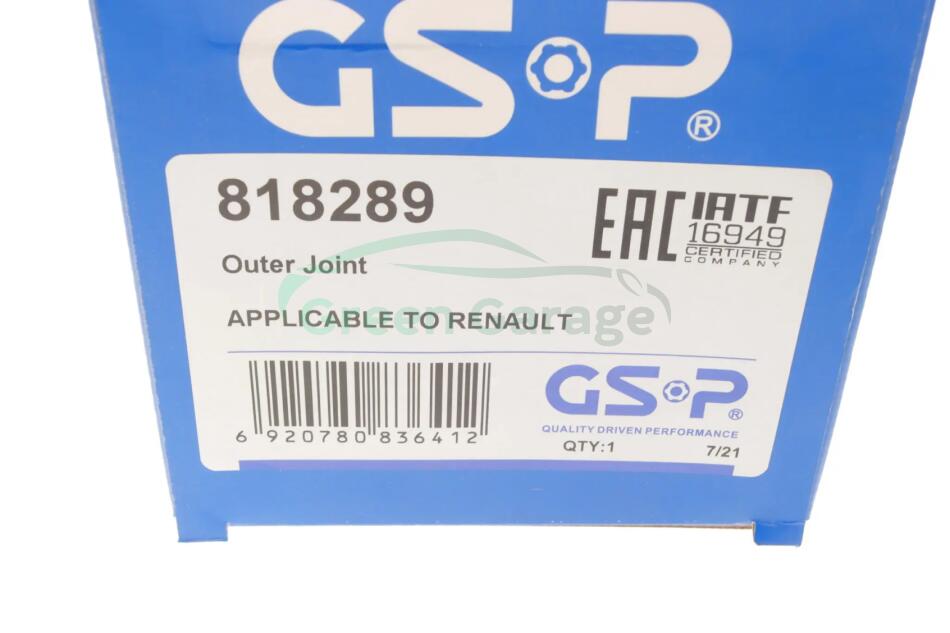 GSP®
818289
EAC IATF
16949
CERTIFIED
COMPANY
Outer Joint
Green Garage
APPLICABLE TO RENAULT
GSP®
QUALITY DRIVEN PERFORMANCE
6 920780 836412
QTY:1
7/21